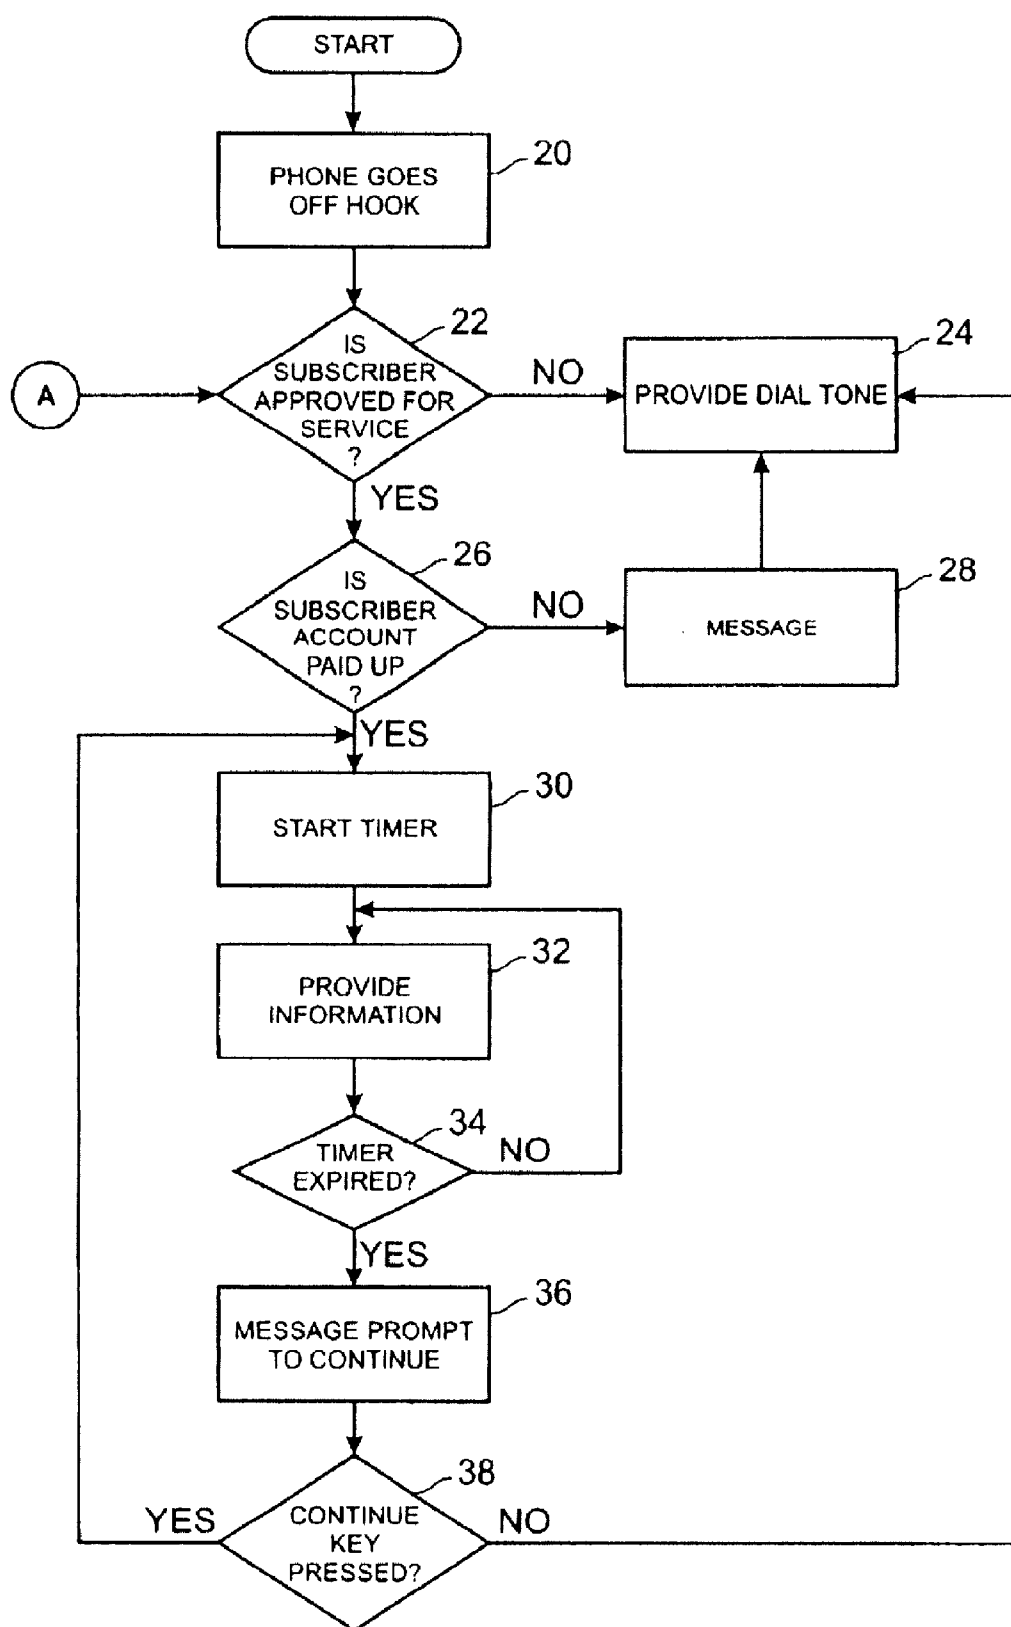 START
PHONE GOES
OFF HOOK
20
IS
SUBSCRIBER
APPROVED FOR
SERVICE
?
22
A
NO
PROVIDE DIAL TONE
24
YES
IS
SUBSCRIBER
ACCOUNT
PAID UP
?
26
NO
MESSAGE
28
YES
START TIMER
30
PROVIDE
INFORMATION
32
TIMER
EXPIRED?
34
NO
YES
MESSAGE PROMPT
TO CONTINUE
36
CONTINUE
KEY
PRESSED?
38
YES
NO